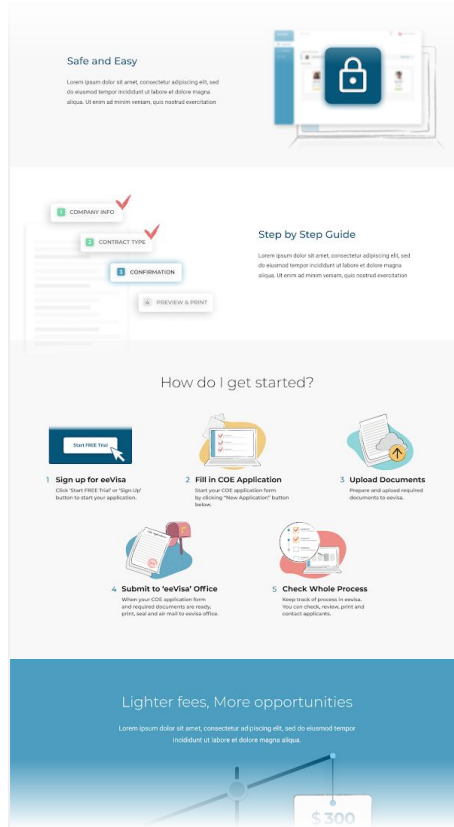 Safe and Easy
Lorem ipsum dolor sit amet, consectetur adipiscing elit, sed
do eiusmod tempor incididunt ut labore et dolore magna
aliqua. Ut enim ad minim veniam, quis nostrud exercitation
1 COMPANY INFO
2 CONTRACT TYPE
3 CONFIRMATION
4 PREVIEW & PRINT
Step by Step Guide
Lorem ipsum dolor sit amet, consectetur adipiscing elit, sed
do eiusmod tempor incididunt ut labore et dolore magna
aliqua. Ut enim ad minim veniam, quis nostrud exercitation
How do I get started?
Start FREE Trial
1 Sign up for eeVisa
Click 'Start FREE Trial' or 'Sign Up'
button to start your application.
2 Fill in COE Application
Start your COE application form
by clicking "New Application" button
below.
3 Upload Documents
Prepare and upload required
documents to eevisa.
4 Submit to 'eeVisa' Office
When your COE application form
and required documents are ready,
print, seal and air mail to eevisa office.
5 Check Whole Process
Keep track of process in eevisa.
You can check, review, print and
contact applicants.
Lighter fees, More opportunities
Lorem ipsum dolor sit amet, consectetur adipiscing elit, sed do eiusmod tempor
incididunt ut labore et dolore magna aliqua.
$ 300